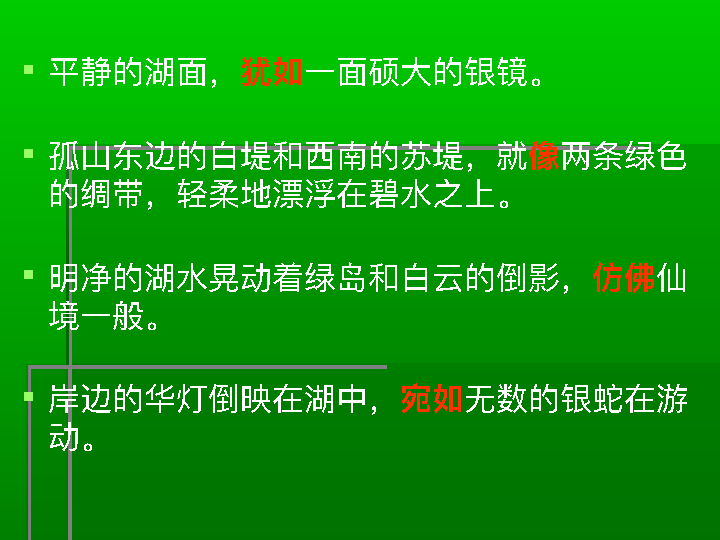 平静的湖面，犹如一面硕大的银镜。
孤山东边的白堤和西南的苏堤，就像两条绿色
的绸带，轻柔地漂浮在碧水之上。
明净的湖水晃动着绿岛和白云的倒影，仿佛仙
境一般。
岸边的华灯倒映在湖中，宛如无数的银蛇在游
动。